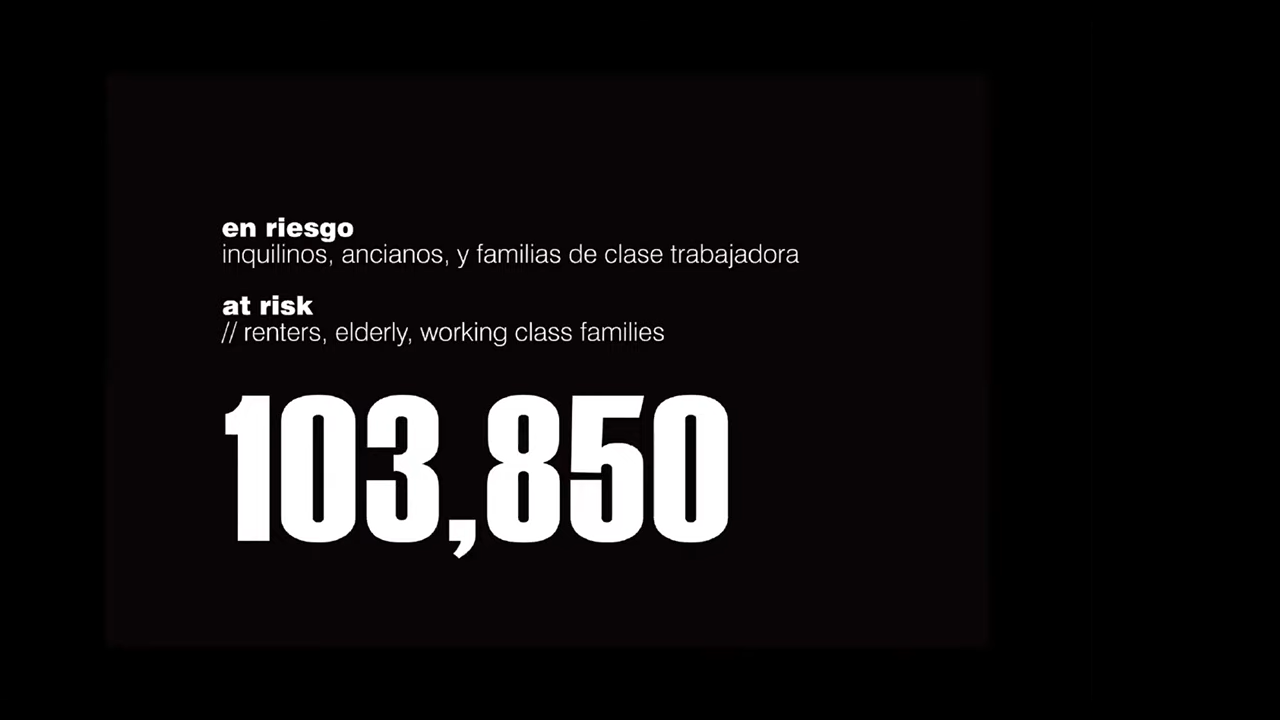 en riesgo
inquilinos, ancianos, y familias de clase trabajadora
at risk
// renters, elderly, working class families
103,850